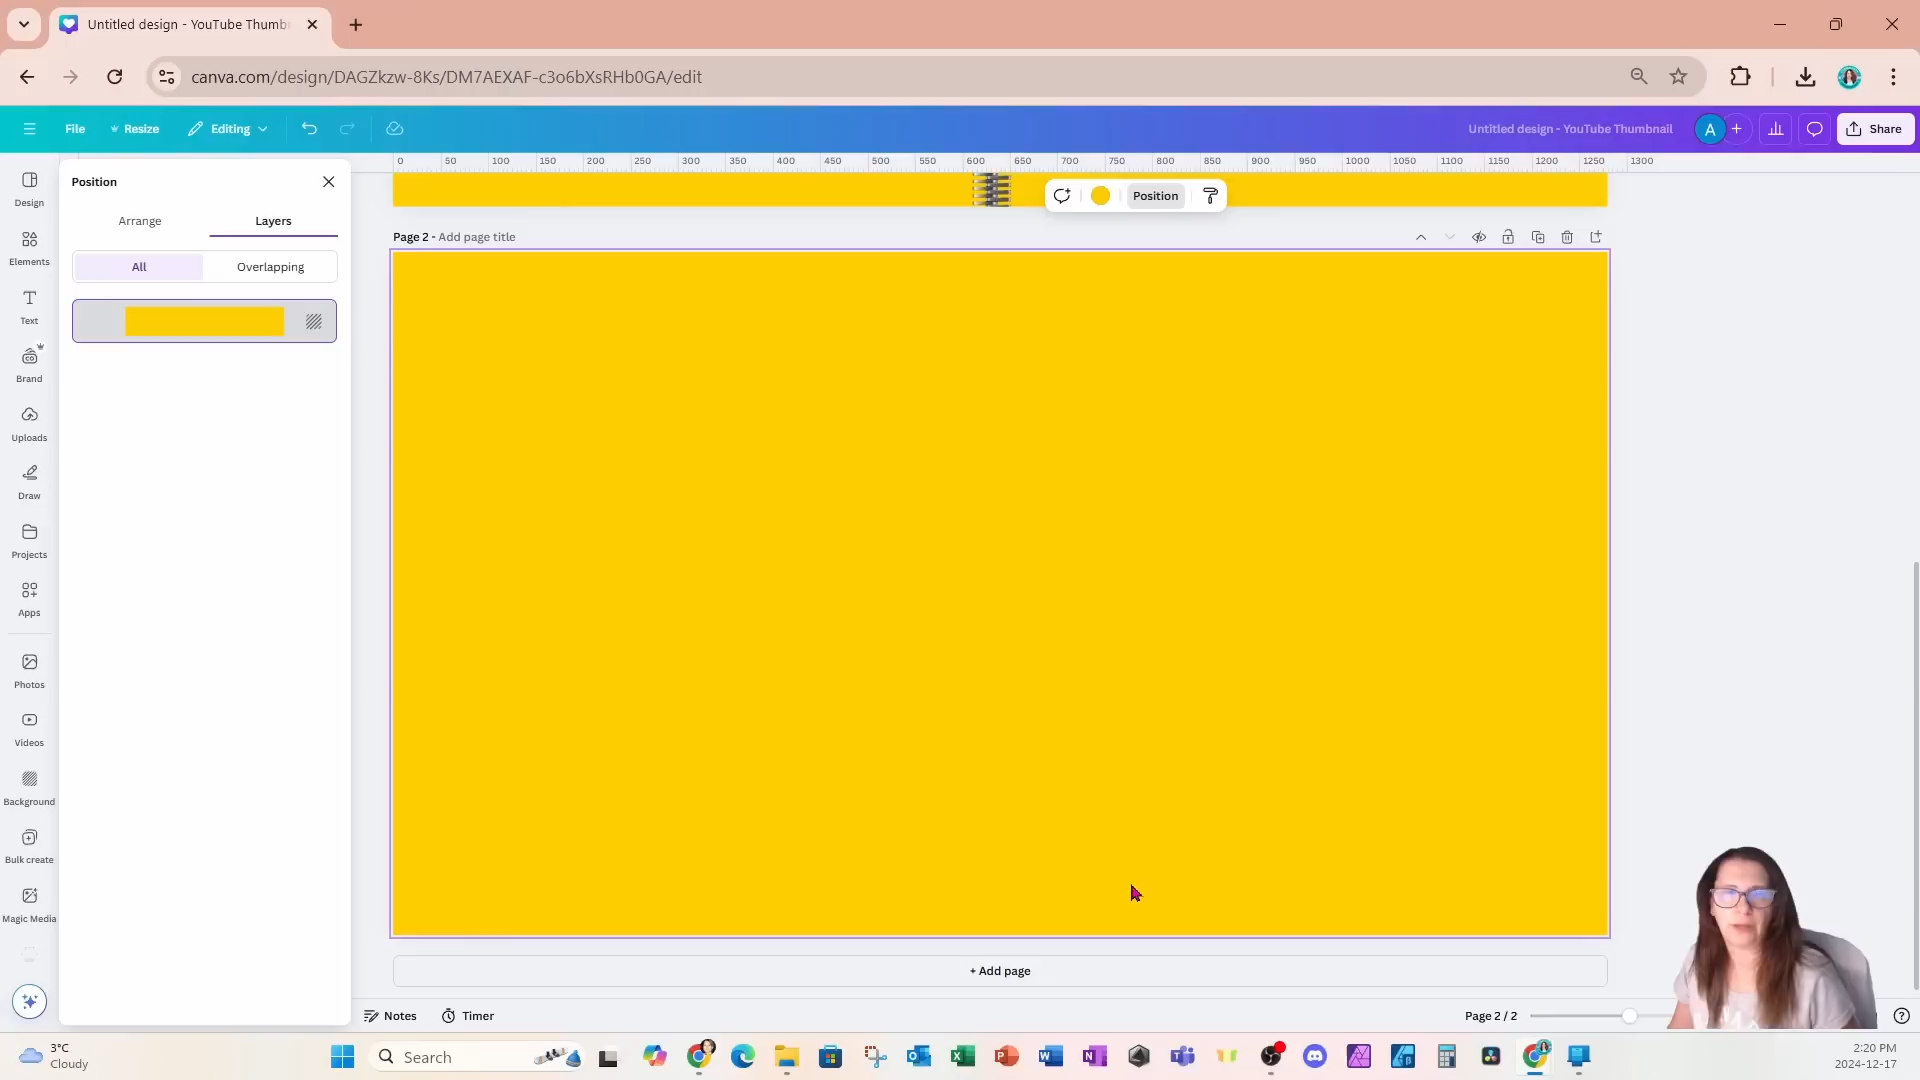 Untitled design - YouTube Thumb
canva.com/design/DAGZkzw-8Ks/DM7AEXAF-c3o6bXsRHb0GA/edit
File
Resize
Editing
Untitled design - YouTube Thumbnail
A
Share
Position
Arrange
Layers
All
Overlapping
Design
Elements
Text
Brand
Uploads
Draw
Projects
Apps
Photos
Videos
Background
Bulk create
Magic Media
0 50 100 150 200 250 300 350 400 450 500 550 600 650 700 750 800 850 900 950 1000 1050 1100 1150 1200 1250 1300
Position
Page 2 - Add page title
+ Add page
Notes
Timer
Page 2 / 2
3°C
Cloudy
Search
2:20 PM
2024-12-17